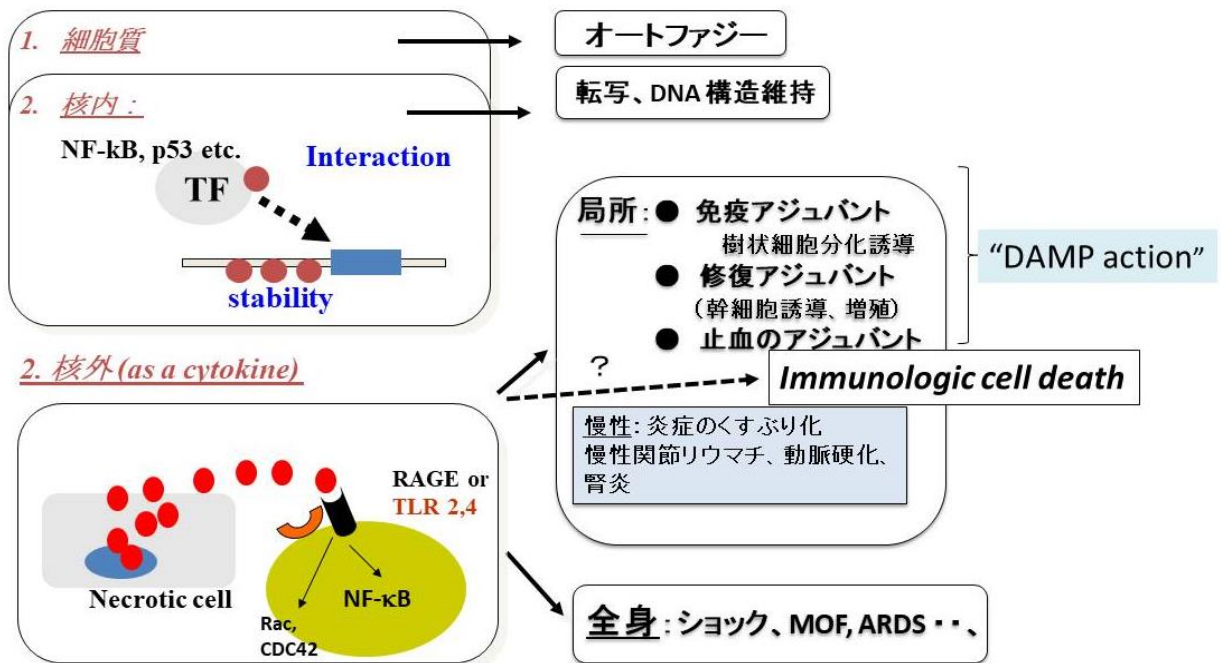 1. 細胞質
オートファジー
2. 核内：
転写、DNA 構造維持
NF-kB, p53 etc.
Interaction
TF
stability
局所：● 免疫アジュバント
樹状細胞分化誘導
● 修復アジュバント
（幹細胞誘導、増殖）
● 止血のアジュバント
“DAMP action”
?
Immunologic cell death
慢性：炎症のくすぶり化
慢性関節リウマチ、動脈硬化、
腎炎
2. 核外 (as a cytokine)
RAGE or
TLR 2,4
Necrotic cell
NF-κB
Rac,
CDC42
全身：ショック、MOF, ARDS ・・、